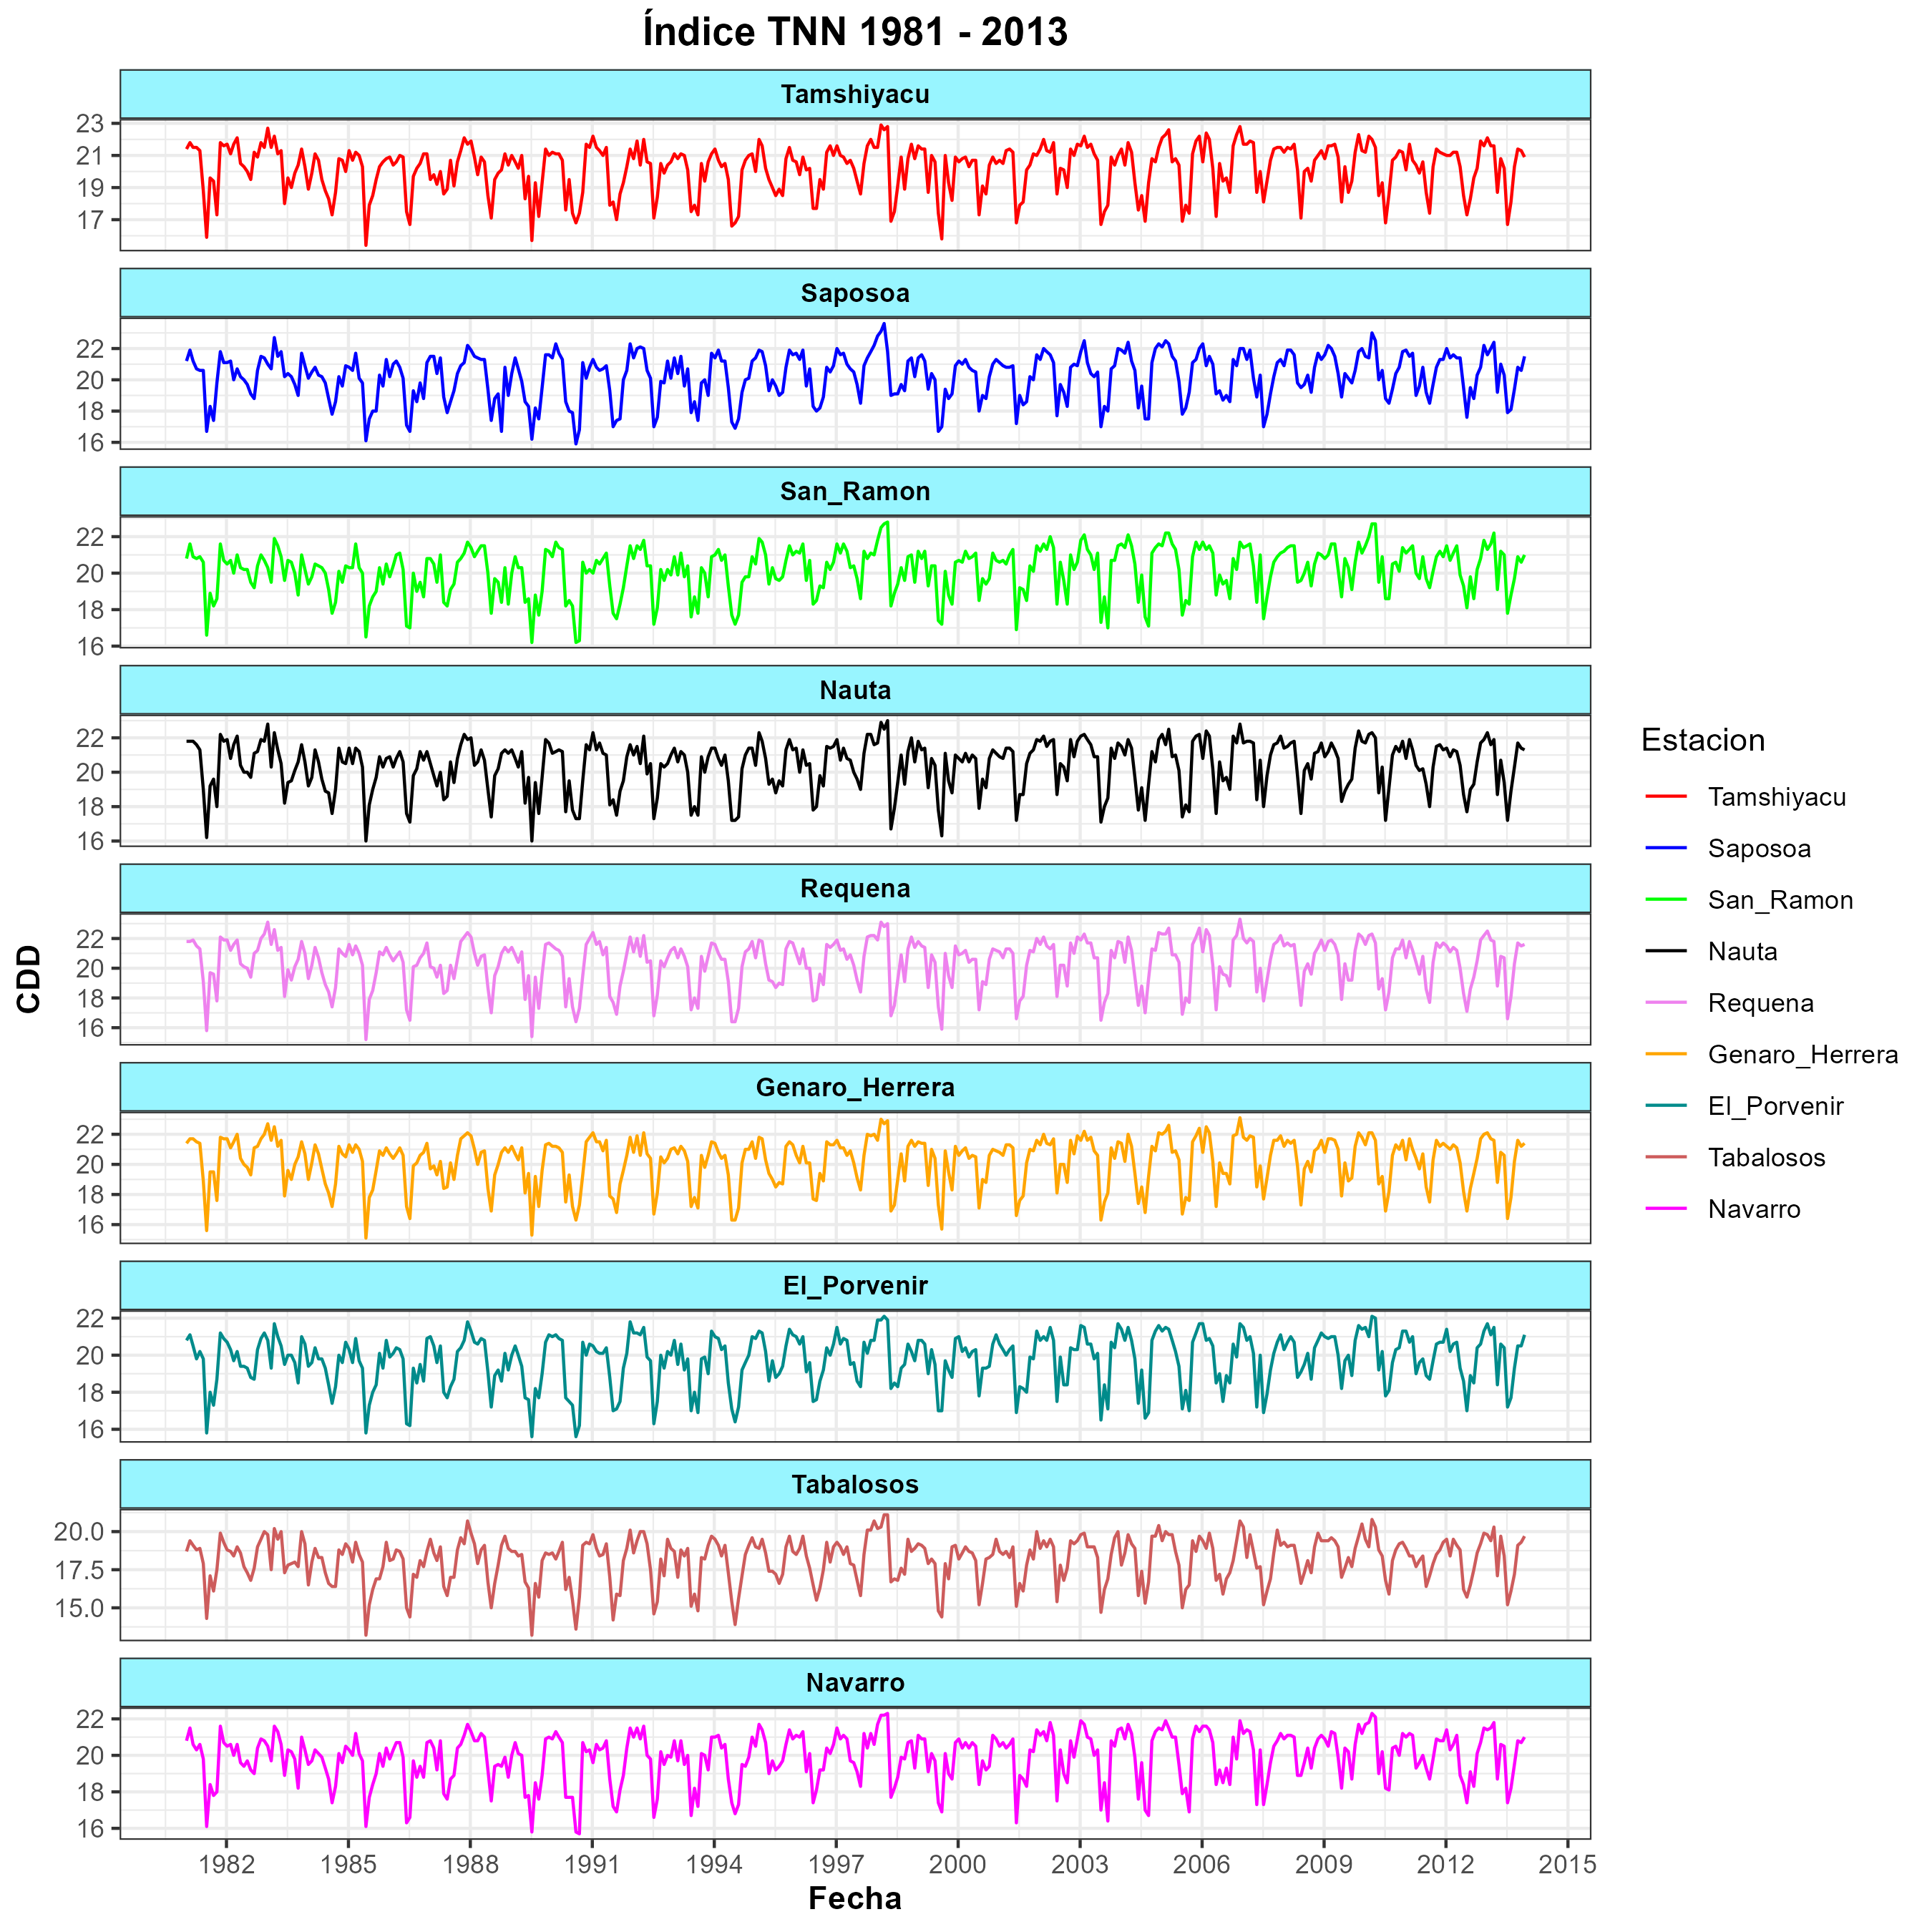 Índice TNN 1981 - 2013
Tamshiyacu
23
21
19
17
Saposoa
22
20
18
16
San_Ramon
22
20
18
16
Nauta
22
20
18
16
Requena
22
20
18
16
Genaro_Herrera
22
20
18
16
El_Porvenir
22
20
18
16
Tabalosos
20.0
17.5
15.0
Navarro
22
20
18
16
1982 1985 1988 1991 1994 1997 2000 2003 2006 2009 2012 2015
Fecha
CDD
Estacion
Tamshiyacu
Saposoa
San_Ramon
Nauta
Requena
Genaro_Herrera
El_Porvenir
Tabalosos
Navarro